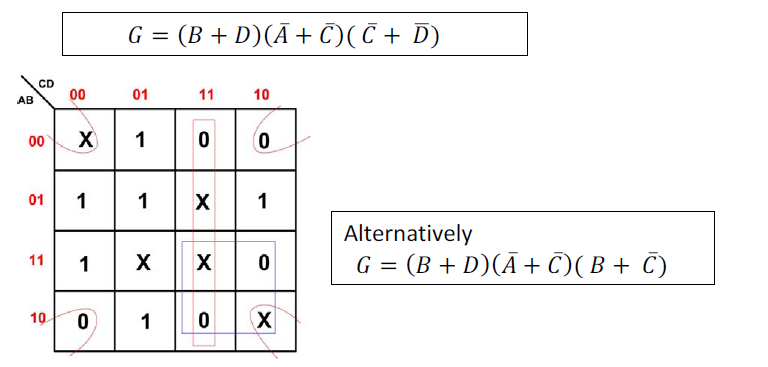 G = (B + D)(Ā + C̄)( C̄ + D̄)
CD
AB
00 01 11 10
00 X 1 0 0
01 1 1 X 1
11 1 X X 0
10 0 1 0 X
Alternatively
G = (B + D)(Ā + C̄)( B + C̄)